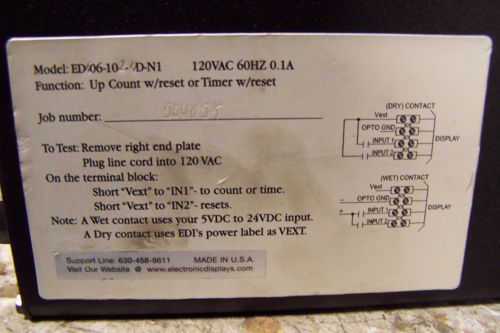 Model: 120VAC 60HZ 0.1A
Function: Up Count w/reset or Timer w/reset
Job number:
To Test: Remove right end plate
Plug line cord into 120 VAC
On the terminal block:
Short "Vext" to "IN1"- to count or time.
Short "Vext" to "IN2"- resets.
Note: A Wet contact uses your 5VDC to 24VDC input.
A Dry contact uses EDI's power label as VEXT.
Support Line: 630-458-9611 MADE IN U.S.A.
Visit Our Website @ www.electronicdisplays.com
(DRY) CONTACT
Vext
OPTO GND
INPUT 1
INPUT 2
DISPLAY
(WET) CONTACT
Vext
- OPTO GND
+ INPUT 1
INPUT 2
DISPLAY